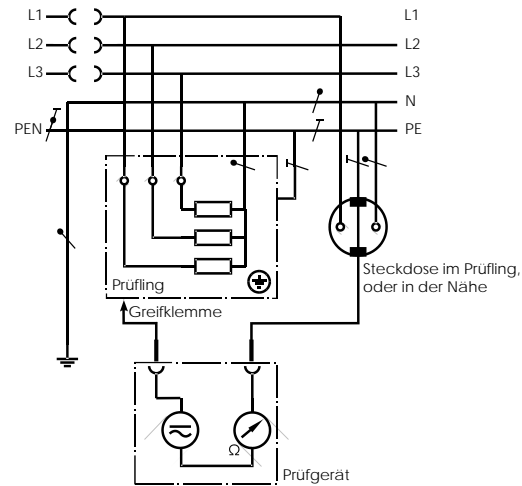 L1 L1
L2 L2
L3 L3
N
PEN PE
Steckdose im Prüfling,
oder in der Nähe
Prüfling
Greifklemme
Ω
Prüfgerät